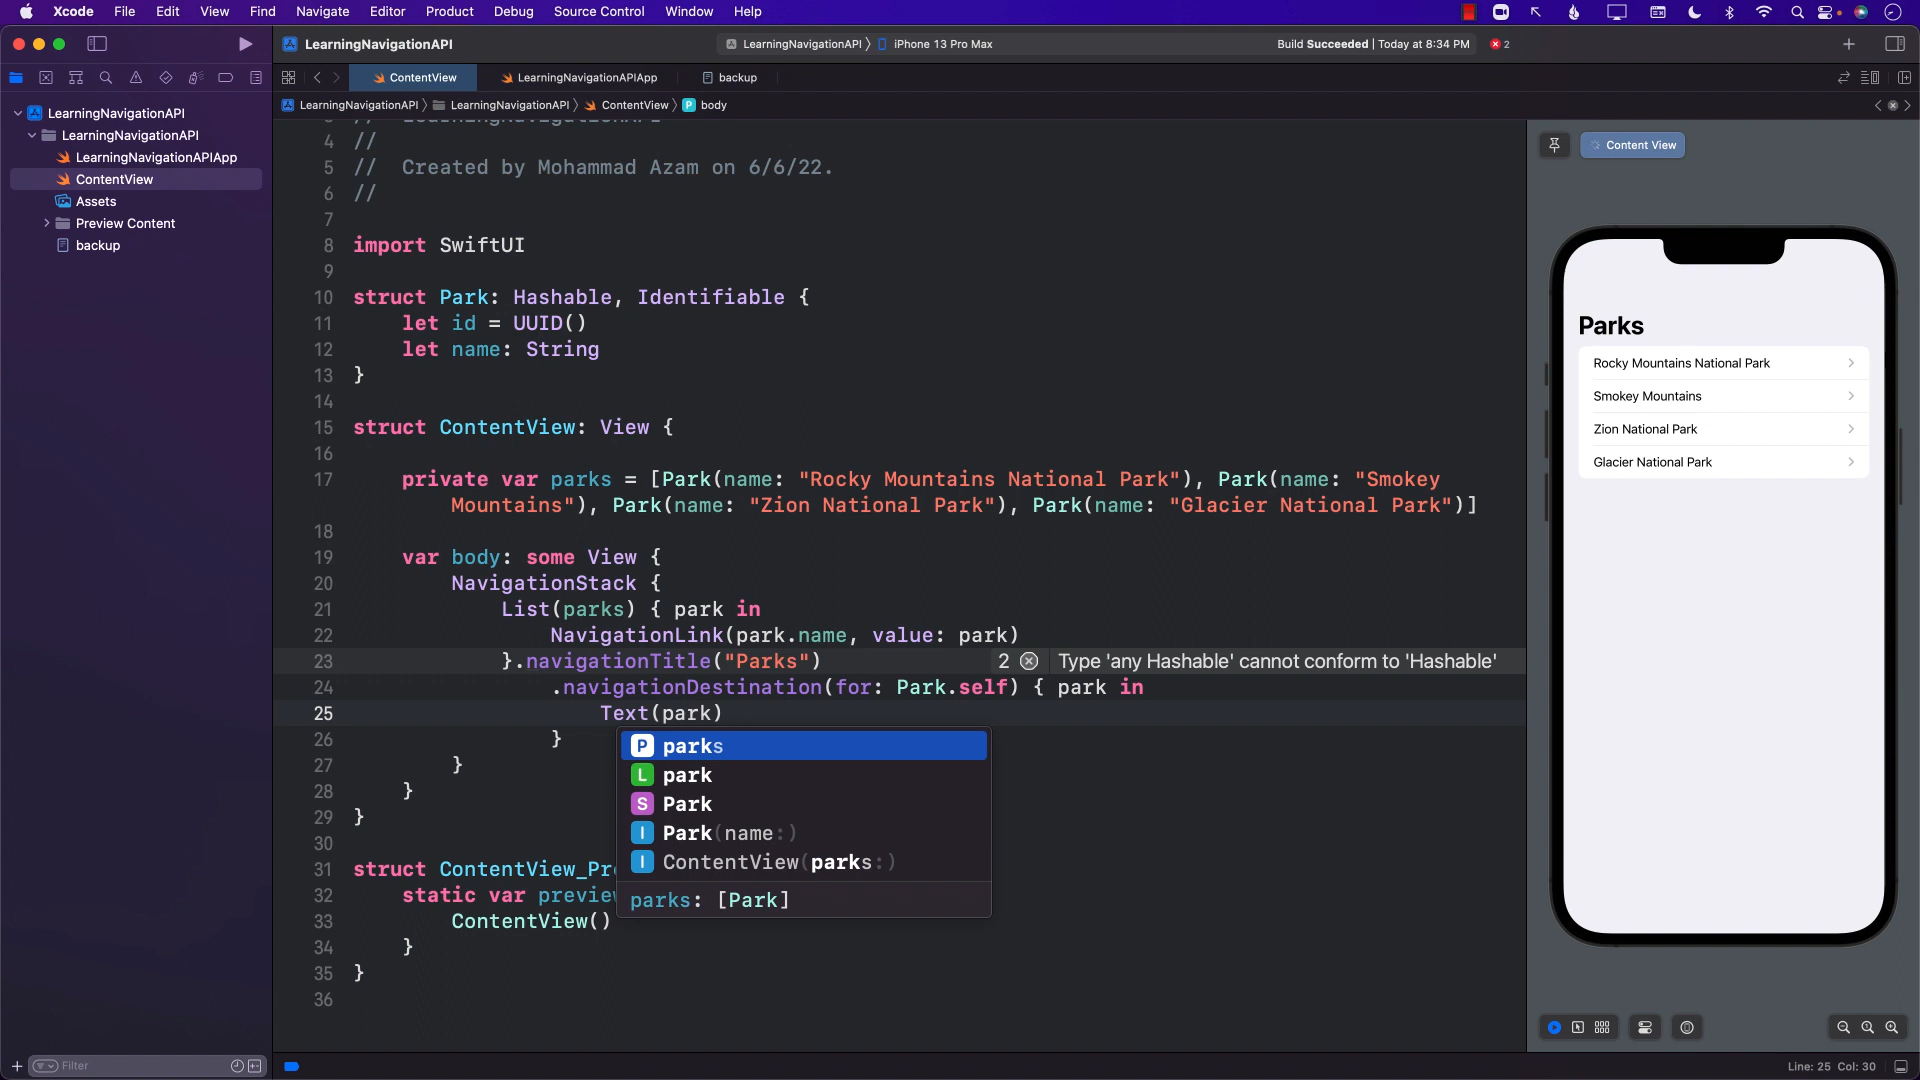 Xcode File Edit View Find Navigate Editor Product Debug Source Control Window Help
LearningNavigationAPI
LearningNavigationAPI 〉 iPhone 13 Pro Max
Build Succeeded | Today at 8:34 PM
2
ContentView
LearningNavigationAPIApp
backup
LearningNavigationAPI 〉 LearningNavigationAPI 〉 ContentView 〉 P body
LearningNavigationAPI
LearningNavigationAPI
LearningNavigationAPIApp
ContentView
Assets
Preview Content
backup
3 // LearningNavigationAPI
4 //
5 // Created by Mohammad Azam on 6/6/22.
6 //
7
8 import SwiftUI
9
10 struct Park: Hashable, Identifiable {
11 let id = UUID()
12 let name: String
13 }
14
15 struct ContentView: View {
16
17 private var parks = [Park(name: "Rocky Mountains National Park"), Park(name: "Smokey
Mountains"), Park(name: "Zion National Park"), Park(name: "Glacier National Park")]
18
19 var body: some View {
20 NavigationStack {
21 List(parks) { park in
22 NavigationLink(park.name, value: park)
23 }.navigationTitle("Parks") 2 Type 'any Hashable' cannot conform to 'Hashable'
24 .navigationDestination(for: Park.self) { park in
25 Text(park)
26 }
27 }
28 }
29 }
30
31 struct ContentView_Pre
32 static var preview
33 ContentView()
34 }
35 }
36
P parks
L park
S Park
I Park(name:)
I ContentView(parks:)
parks: [Park]
Content View
Parks
Rocky Mountains National Park
Smokey Mountains
Zion National Park
Glacier National Park
Filter
Line: 25 Col: 30